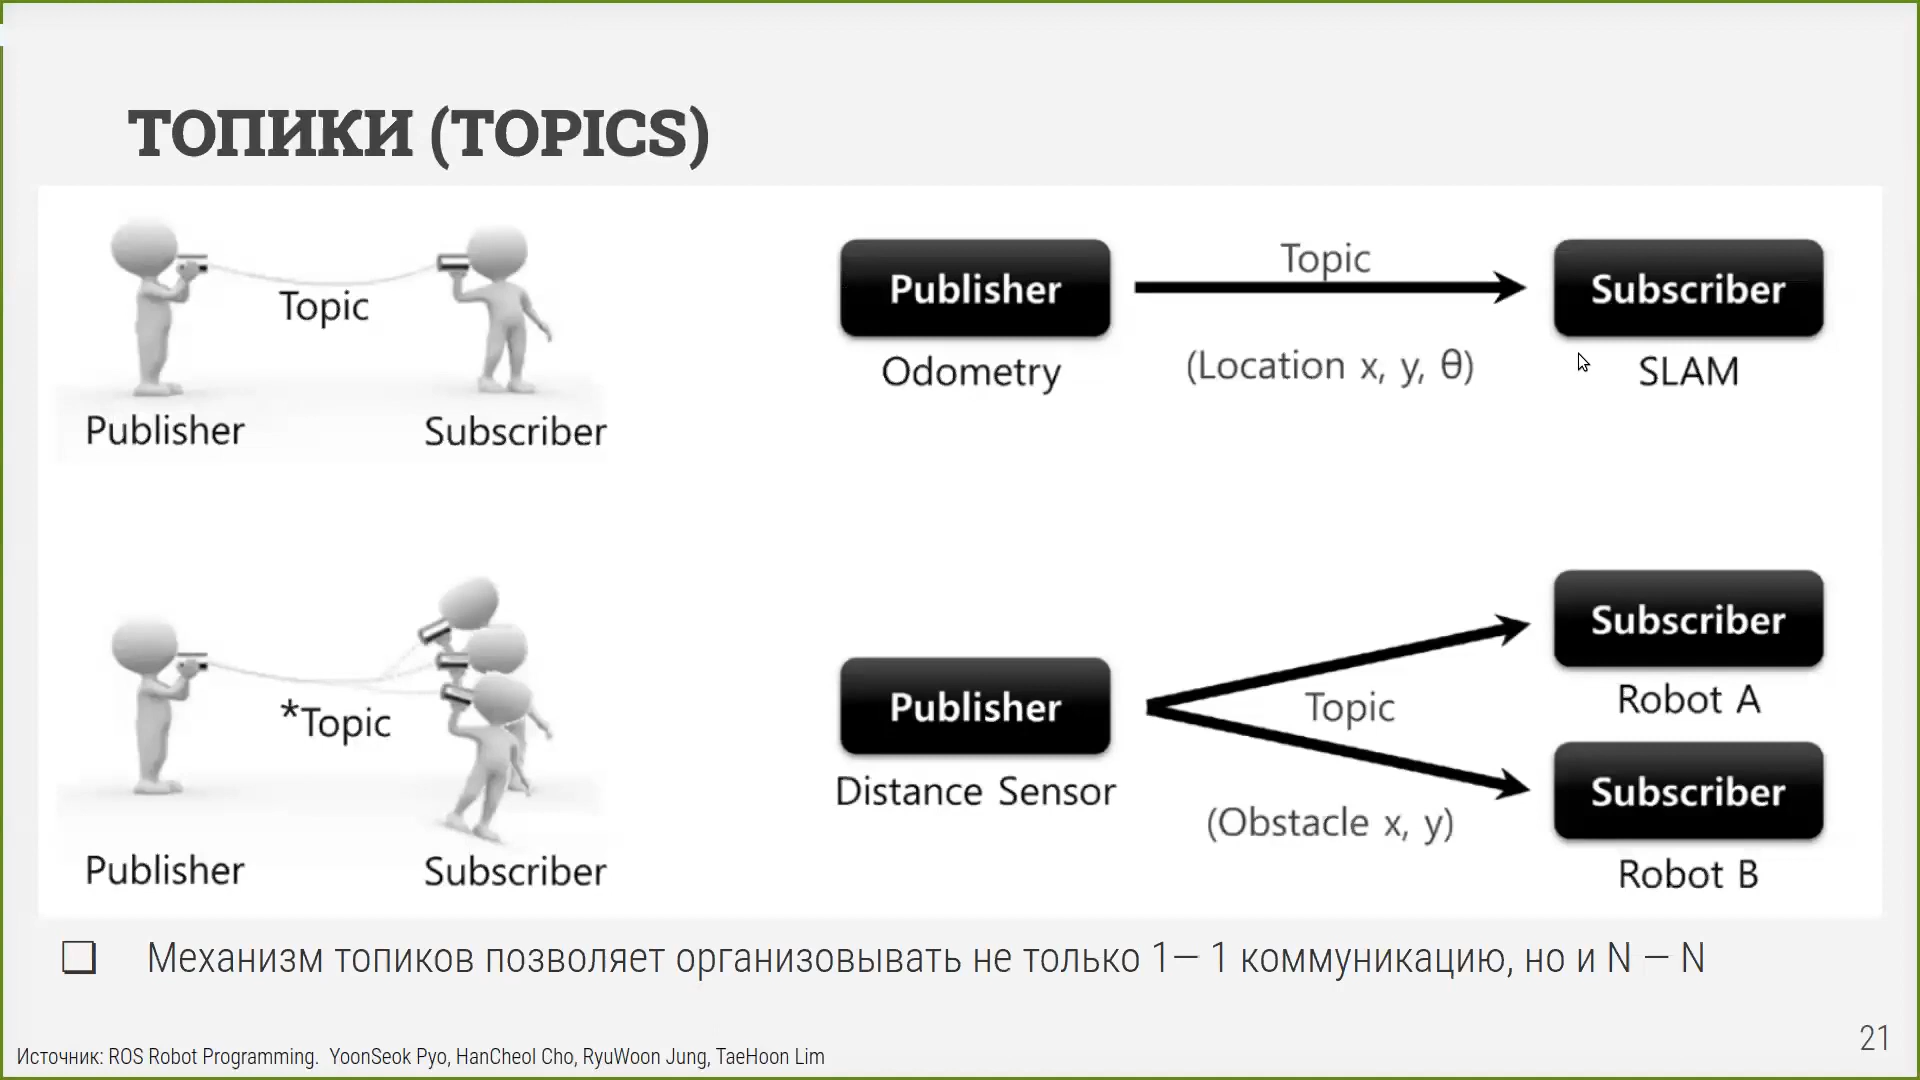 ТОПИКИ (TOPICS)
Topic
Publisher
Subscriber
Publisher
Topic
Subscriber
Odometry
(Location x, y, θ)
SLAM
*Topic
Publisher
Subscriber
Publisher
Distance Sensor
Topic
(Obstacle x, y)
Subscriber
Robot A
Subscriber
Robot B
Механизм топиков позволяет организовывать не только 1— 1 коммуникацию, но и N — N
21
Источник: ROS Robot Programming. YoonSeok Pyo, HanCheol Cho, RyuWoon Jung, TaeHoon Lim